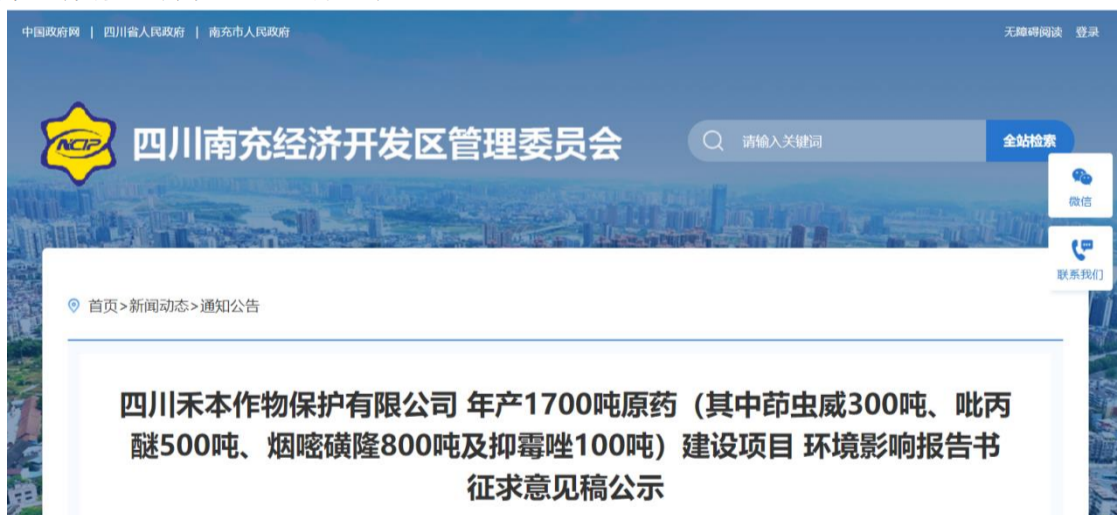 中国政府网 | 四川省人民政府 | 南充市人民政府
无障碍阅读 登录
NCIP
四川南充经济开发区管理委员会
请输入关键词
全站检索
微信
联系我们
首页>新闻动态>通知公告
四川禾本作物保护有限公司 年产1700吨原药（其中茚虫威300吨、吡丙
醚500吨、烟嘧磺隆800吨及抑霉唑100吨）建设项目 环境影响报告书
征求意见稿公示